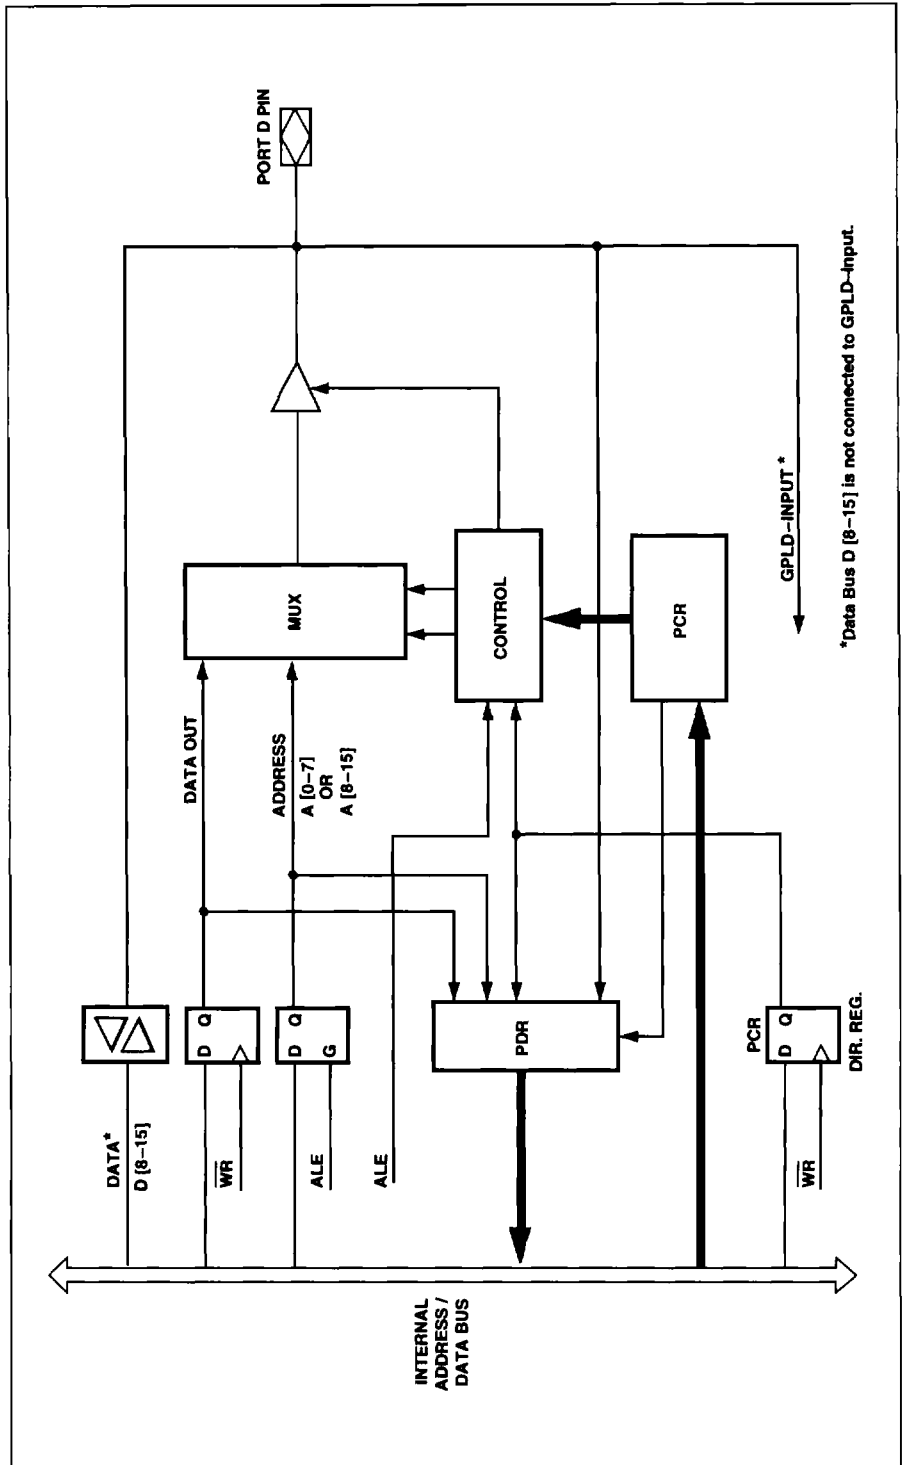 PORT D PIN
DATA*
D [8–15]
D Q
WR
DATA OUT
MUX
D Q
G
ALE
ADDRESS
A [0–7]
OR
A [8–15]
ALE
CONTROL
PDR
PCR
PCR
D Q
WR
DIR. REG.
GPLD–INPUT *
INTERNAL
ADDRESS /
DATA BUS
*Data Bus D [8–15] is not connected to GPLD–Input.